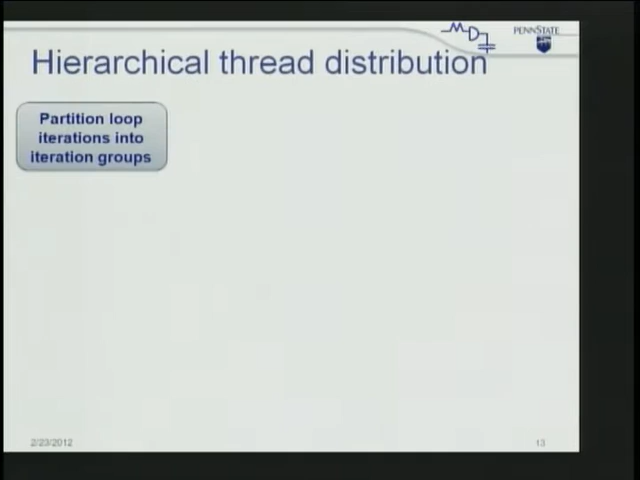 PENNSTATE
Hierarchical thread distribution
Partition loop
iterations into
iteration groups
2/23/2012
13